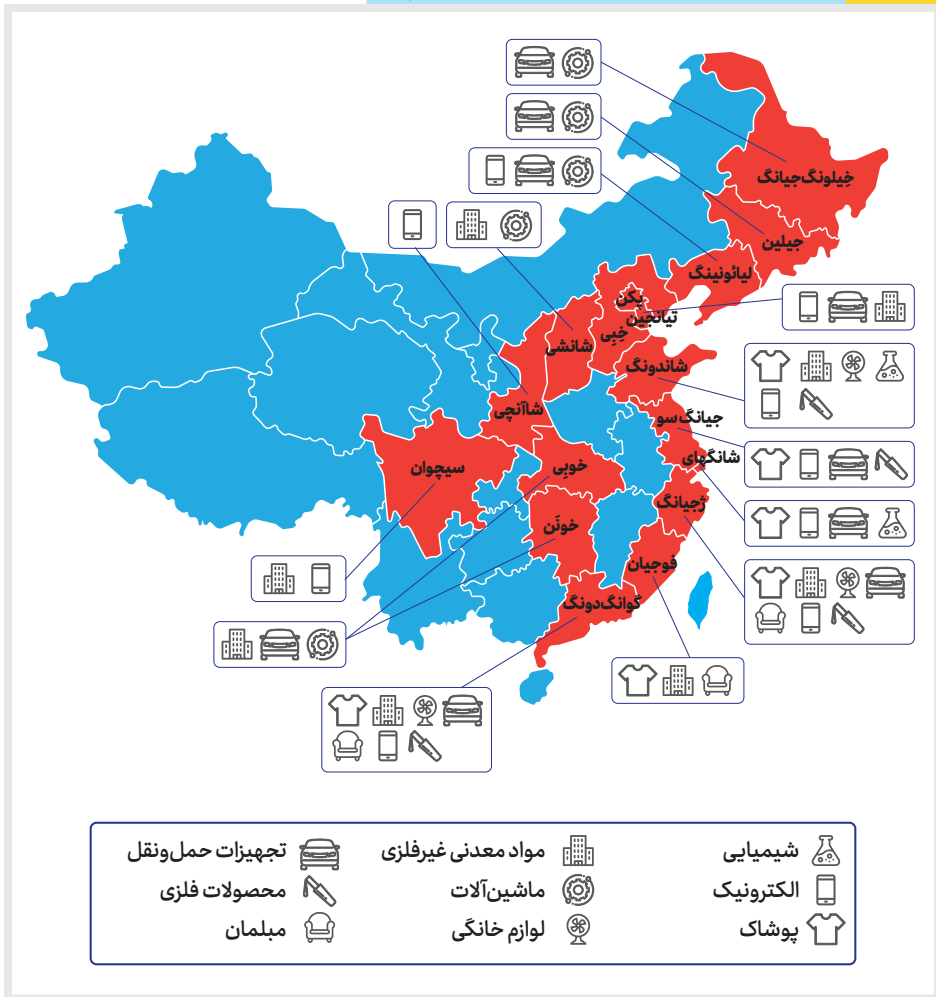 خِیلونگ‌جیانگ
جیلین
لیائونینگ
پکن
تیانجین
خِبِی
شانشی
شاندونگ
شاآنچی
جیانگ‌سو
شانگهای
سیچوان
خوبِی
ژجیانگ
خونَن
فوجیان
گوانگ‌دونگ
شیمیایی
مواد معدنی غیرفلزی
تجهیزات حمل‌ونقل
الکترونیک
ماشین‌آلات
محصولات فلزی
پوشاک
لوازم خانگی
مبلمان